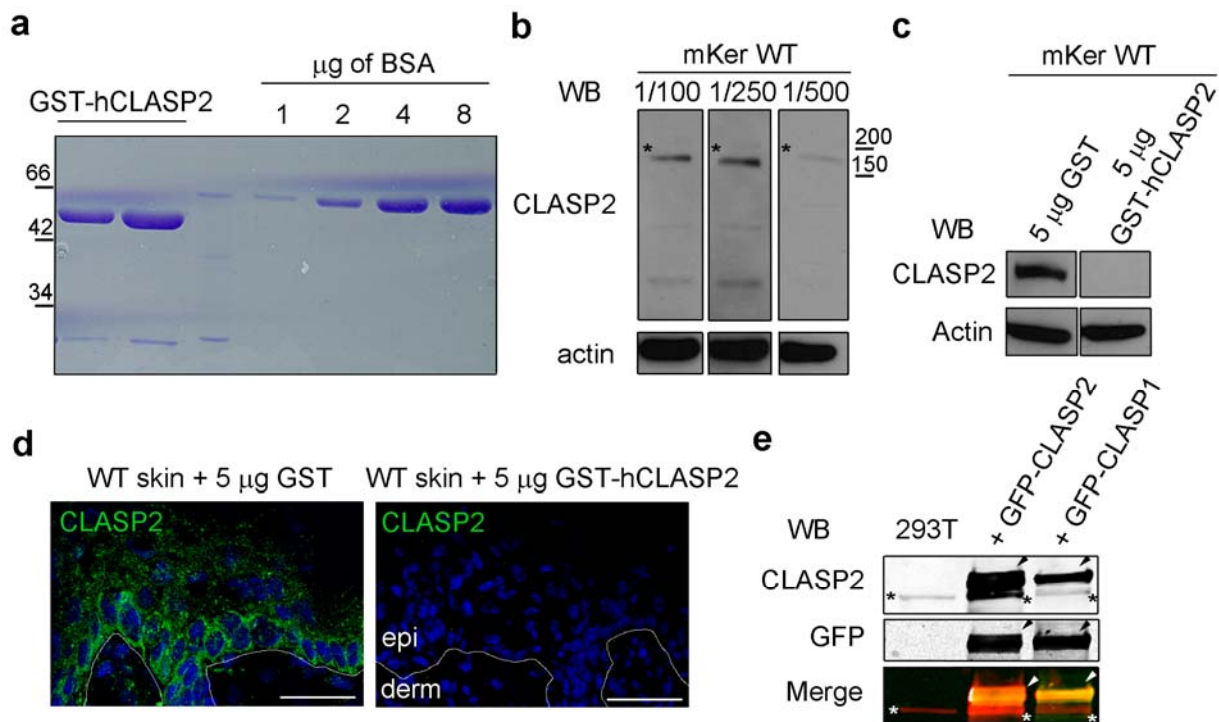 a
μg of BSA
GST-hCLASP2
1 2 4 8
66
42
34
b
mKer WT
WB 1/100 1/250 1/500
* * *
200
150
CLASP2
actin
c
mKer WT
5 μg GST
5 μg
GST-hCLASP2
WB
CLASP2
Actin
d
WT skin + 5 μg GST
WT skin + 5 μg GST-hCLASP2
CLASP2
CLASP2
epi
derm
e
WB 293T + GFP-CLASP2 + GFP-CLASP1
CLASP2
* * *
GFP
Merge
* * *